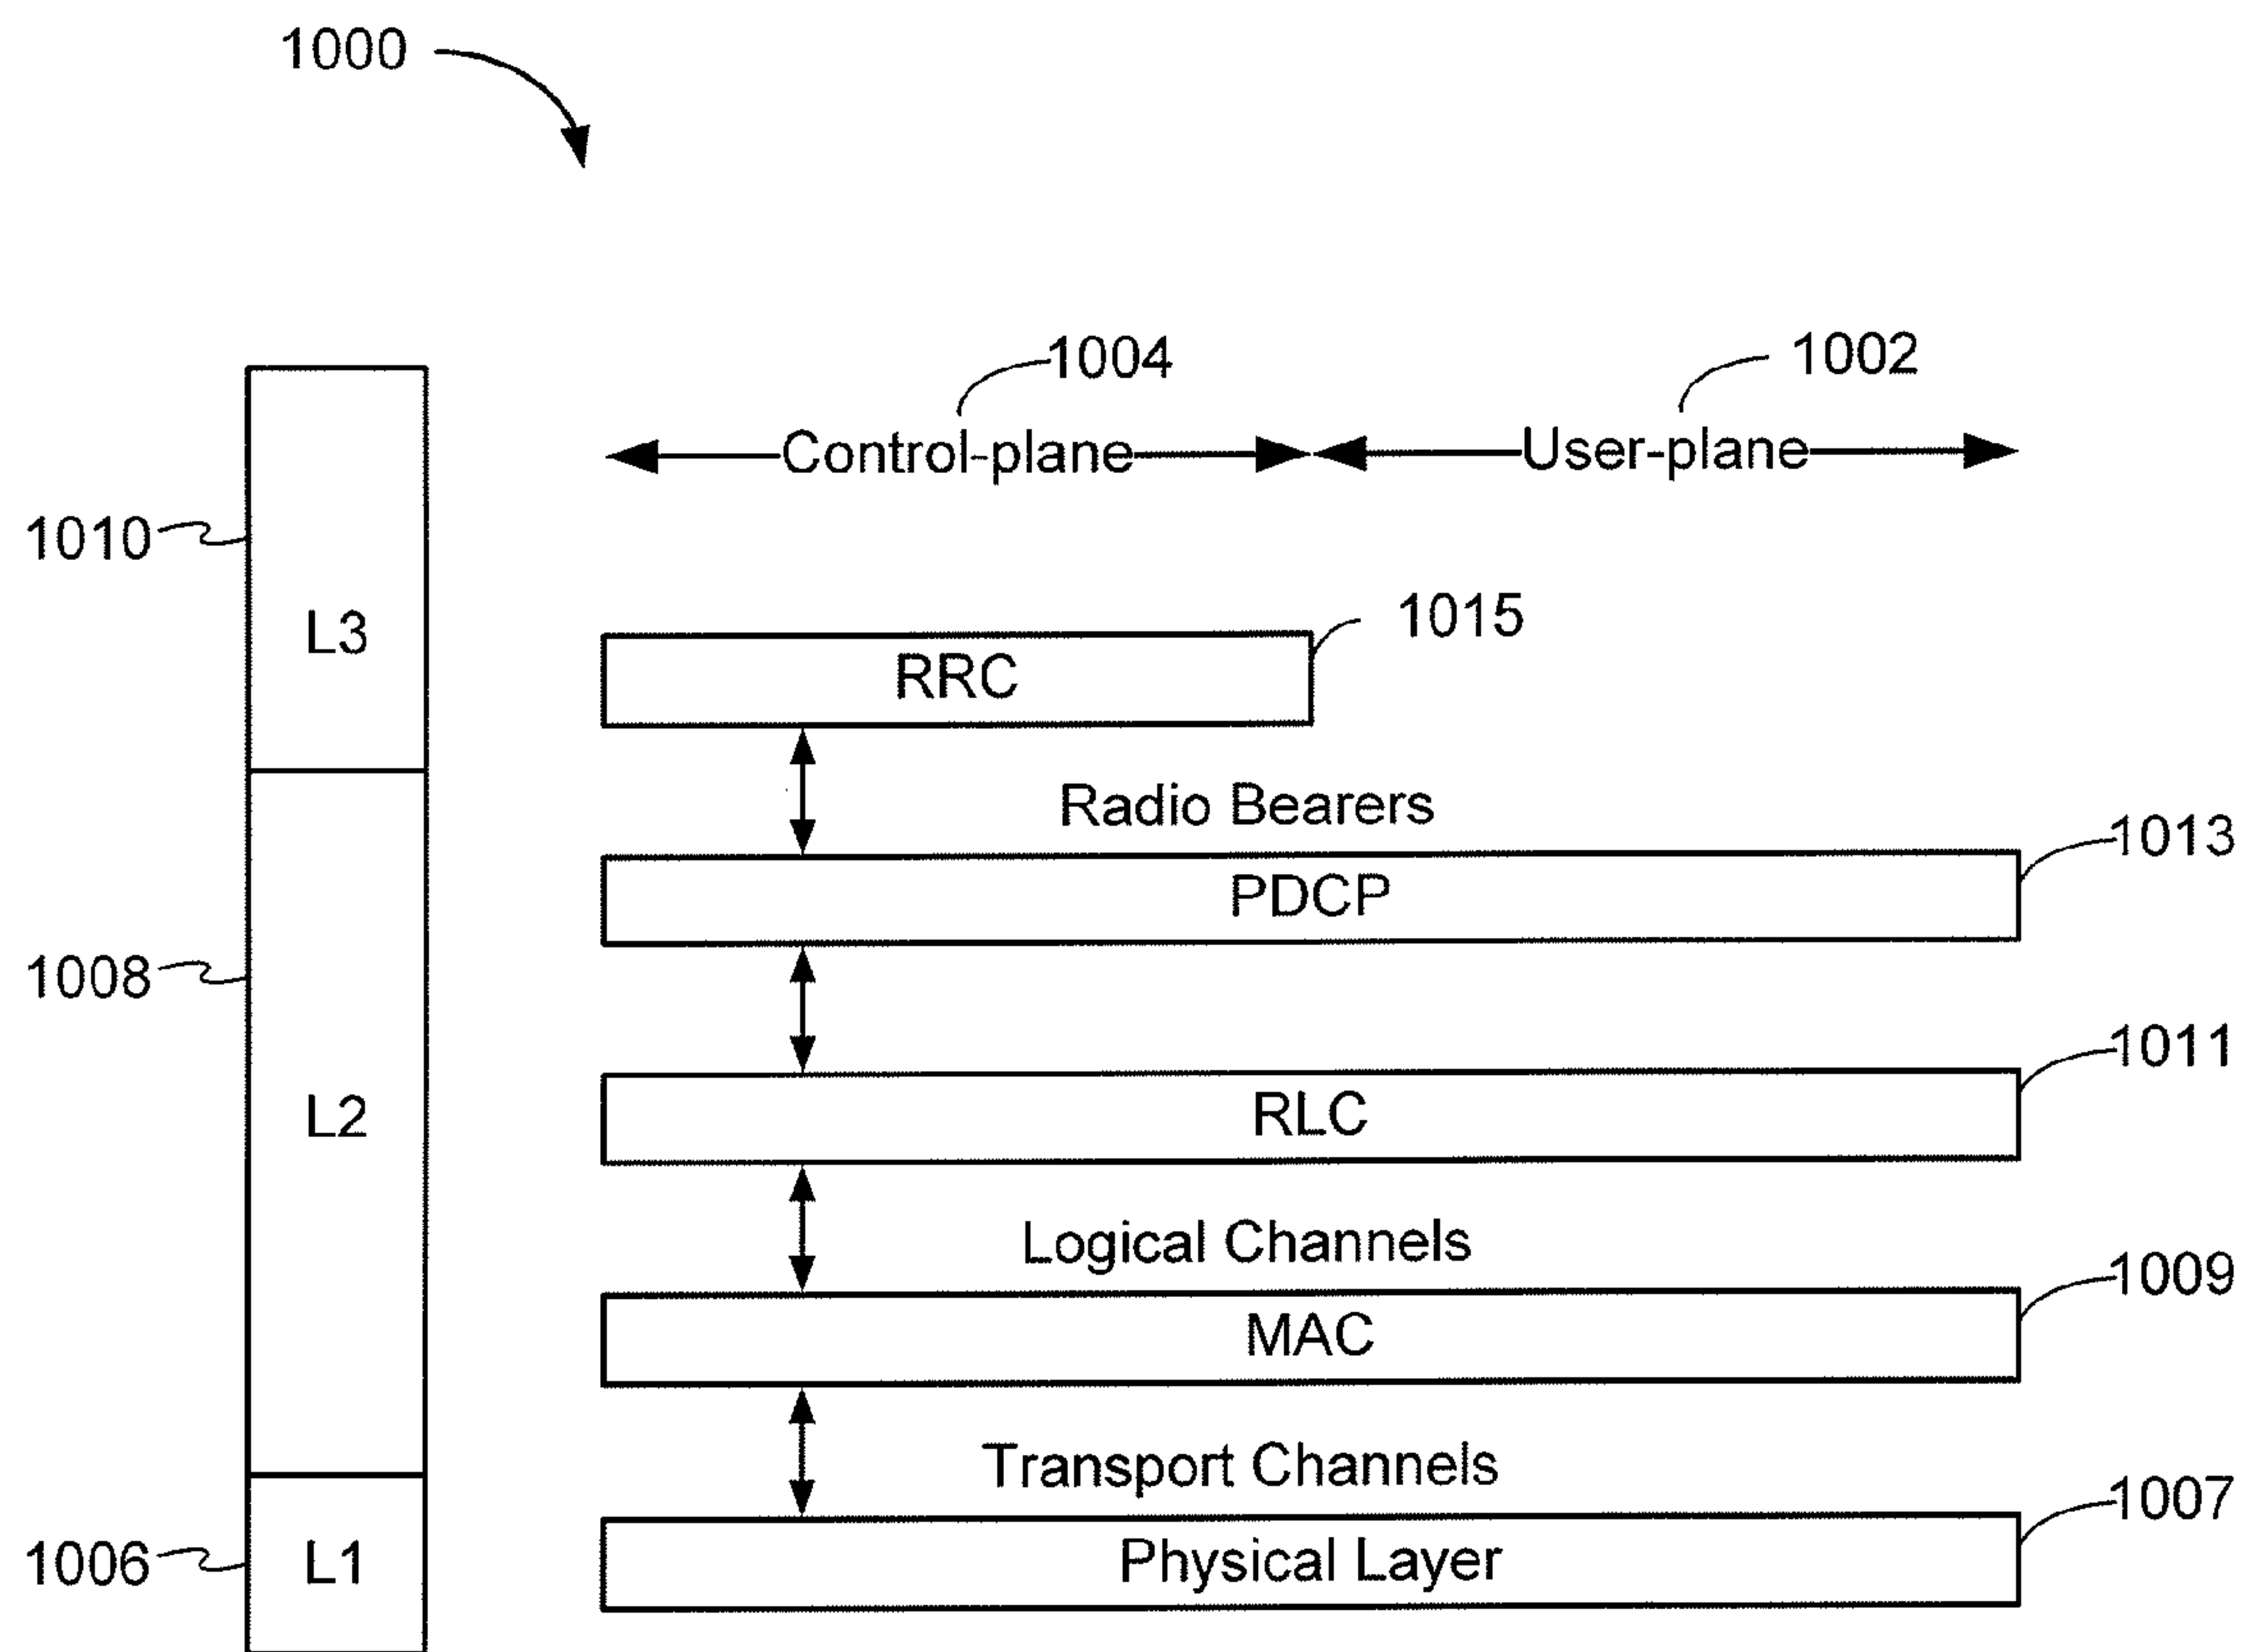 1000
1004
1002
Control-plane
User-plane
1010
L3
1015
RRC
Radio Bearers
1013
PDCP
1008
L2
1011
RLC
Logical Channels
1009
MAC
Transport Channels
1007
1006
L1
Physical Layer